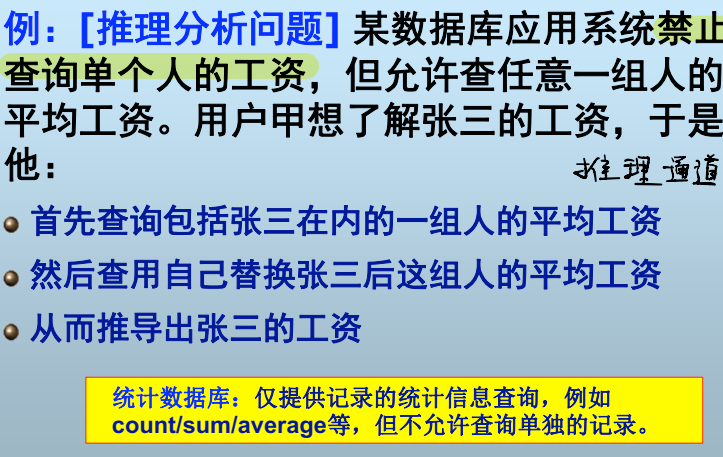 例：[推理分析问题] 某数据库应用系统禁止
查询单个人的工资，但允许查任意一组人的
平均工资。用户甲想了解张三的工资，于是
他：
推理通道
首先查询包括张三在内的一组人的平均工资
然后查用自己替换张三后这组人的平均工资
从而推导出张三的工资
统计数据库：仅提供记录的统计信息查询，例如
count/sum/average等，但不允许查询单独的记录。